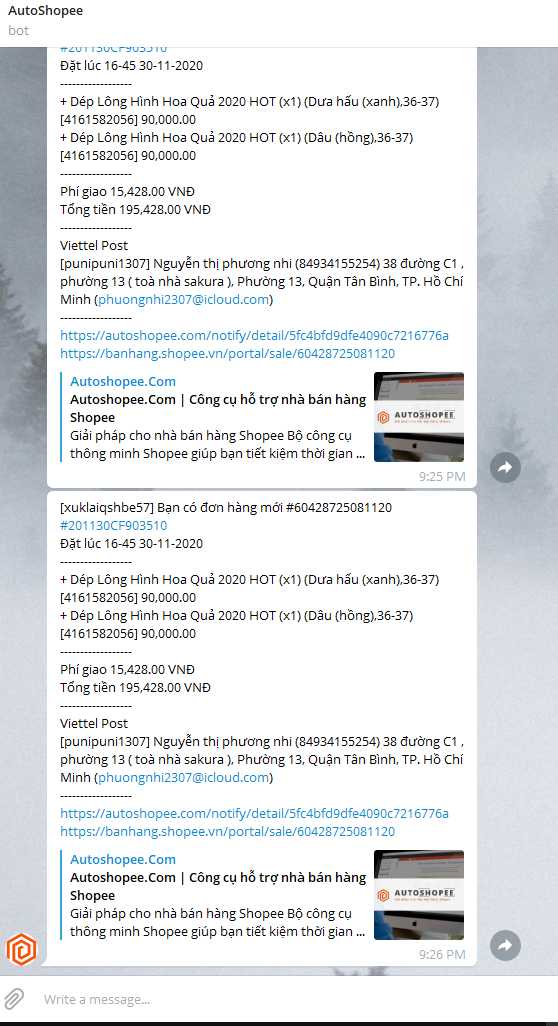 AutoShopee
bot
#201130CF903510
Đặt lúc 16-45 30-11-2020
------------------
+ Dép Lông Hình Hoa Quả 2020 HOT (x1) (Dưa hấu (xanh),36-37)
[4161582056] 90,000.00
+ Dép Lông Hình Hoa Quả 2020 HOT (x1) (Dâu (hồng),36-37)
[4161582056] 90,000.00
------------------
Phí giao 15,428.00 VNĐ
Tổng tiền 195,428.00 VNĐ
------------------
Viettel Post
[punipuni1307] Nguyễn thị phương nhi (84934155254) 38 đường C1 ,
phường 13 ( toà nhà sakura ), Phường 13, Quận Tân Bình, TP. Hồ Chí
Minh (phuongnhi2307@icloud.com)
------------------
https://autoshopee.com/notify/detail/5fc4bfd9dfe4090c7216776a
https://banhang.shopee.vn/portal/sale/60428725081120
Autoshopee.Com
Autoshopee.Com | Công cụ hỗ trợ nhà bán hàng
Shopee
Giải pháp cho nhà bán hàng Shopee Bộ công cụ
thông minh Shopee giúp bạn tiết kiệm thời gian ...
AUTOSHOPEE
9:25 PM
[xuklaiqshbe57] Bạn có đơn hàng mới #60428725081120
#201130CF903510
Đặt lúc 16-45 30-11-2020
------------------
+ Dép Lông Hình Hoa Quả 2020 HOT (x1) (Dưa hấu (xanh),36-37)
[4161582056] 90,000.00
+ Dép Lông Hình Hoa Quả 2020 HOT (x1) (Dâu (hồng),36-37)
[4161582056] 90,000.00
------------------
Phí giao 15,428.00 VNĐ
Tổng tiền 195,428.00 VNĐ
------------------
Viettel Post
[punipuni1307] Nguyễn thị phương nhi (84934155254) 38 đường C1 ,
phường 13 ( toà nhà sakura ), Phường 13, Quận Tân Bình, TP. Hồ Chí
Minh (phuongnhi2307@icloud.com)
------------------
https://autoshopee.com/notify/detail/5fc4bfd9dfe4090c7216776a
https://banhang.shopee.vn/portal/sale/60428725081120
Autoshopee.Com
Autoshopee.Com | Công cụ hỗ trợ nhà bán hàng
Shopee
Giải pháp cho nhà bán hàng Shopee Bộ công cụ
thông minh Shopee giúp bạn tiết kiệm thời gian ...
AUTOSHOPEE
9:26 PM
Write a message...